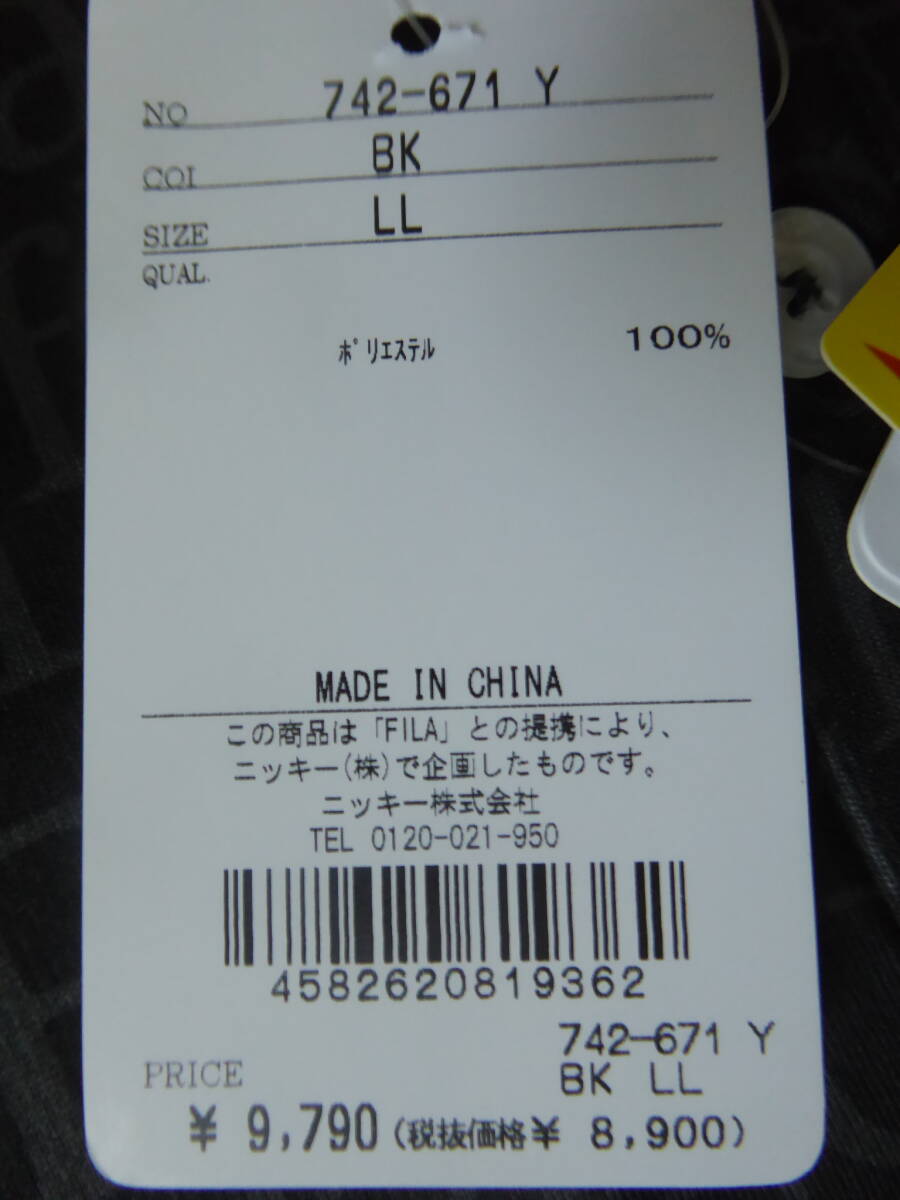 NO 742-671 Y
COL BK
SIZE LL
QUAL.
ﾎﾟﾘｴｽﾃﾙ 100%
MADE IN CHINA
この商品は「FILA」との提携により、
ニッキー(株)で企画したものです。
ニッキー株式会社
TEL 0120-021-950
4582620819362
742-671 Y
BK LL
PRICE
¥ 9,790 (税抜価格¥ 8,900)